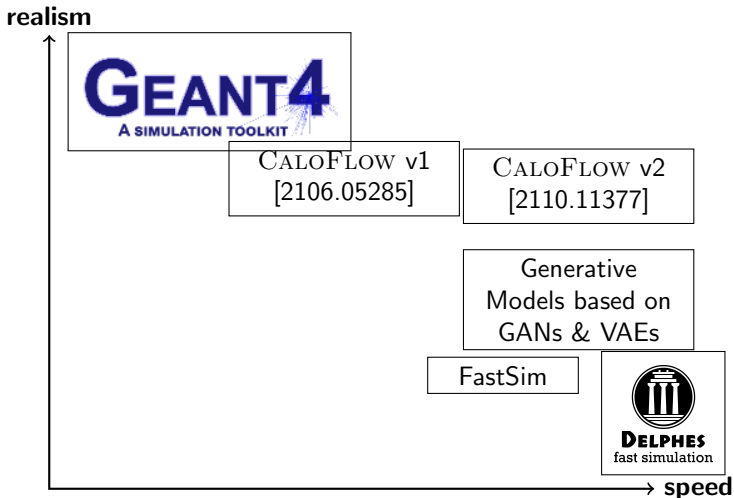 realism
GEANT4
A SIMULATION TOOLKIT
CALOFLOW v1
[2106.05285]
CALOFLOW v2
[2110.11377]
Generative
Models based on
GANs & VAEs
FastSim
DELPHES
fast simulation
speed